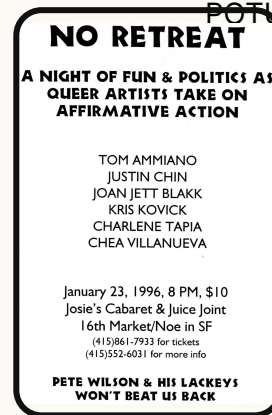 POTU
NO RETREAT
A NIGHT OF FUN & POLITICS AS
QUEER ARTISTS TAKE ON
AFFIRMATIVE ACTION
TOM AMMIANO
JUSTIN CHIN
JOAN JETT BLAKK
KRIS KOVICK
CHARLENE TAPIA
CHEA VILLANUEVA
January 23, 1996, 8 PM, $10
Josie's Cabaret & Juice Joint
16th Market/Noe in SF
(415)861-7933 for tickets
(415)552-6031 for more info
PETE WILSON & HIS LACKEYS
WON'T BEAT US BACK